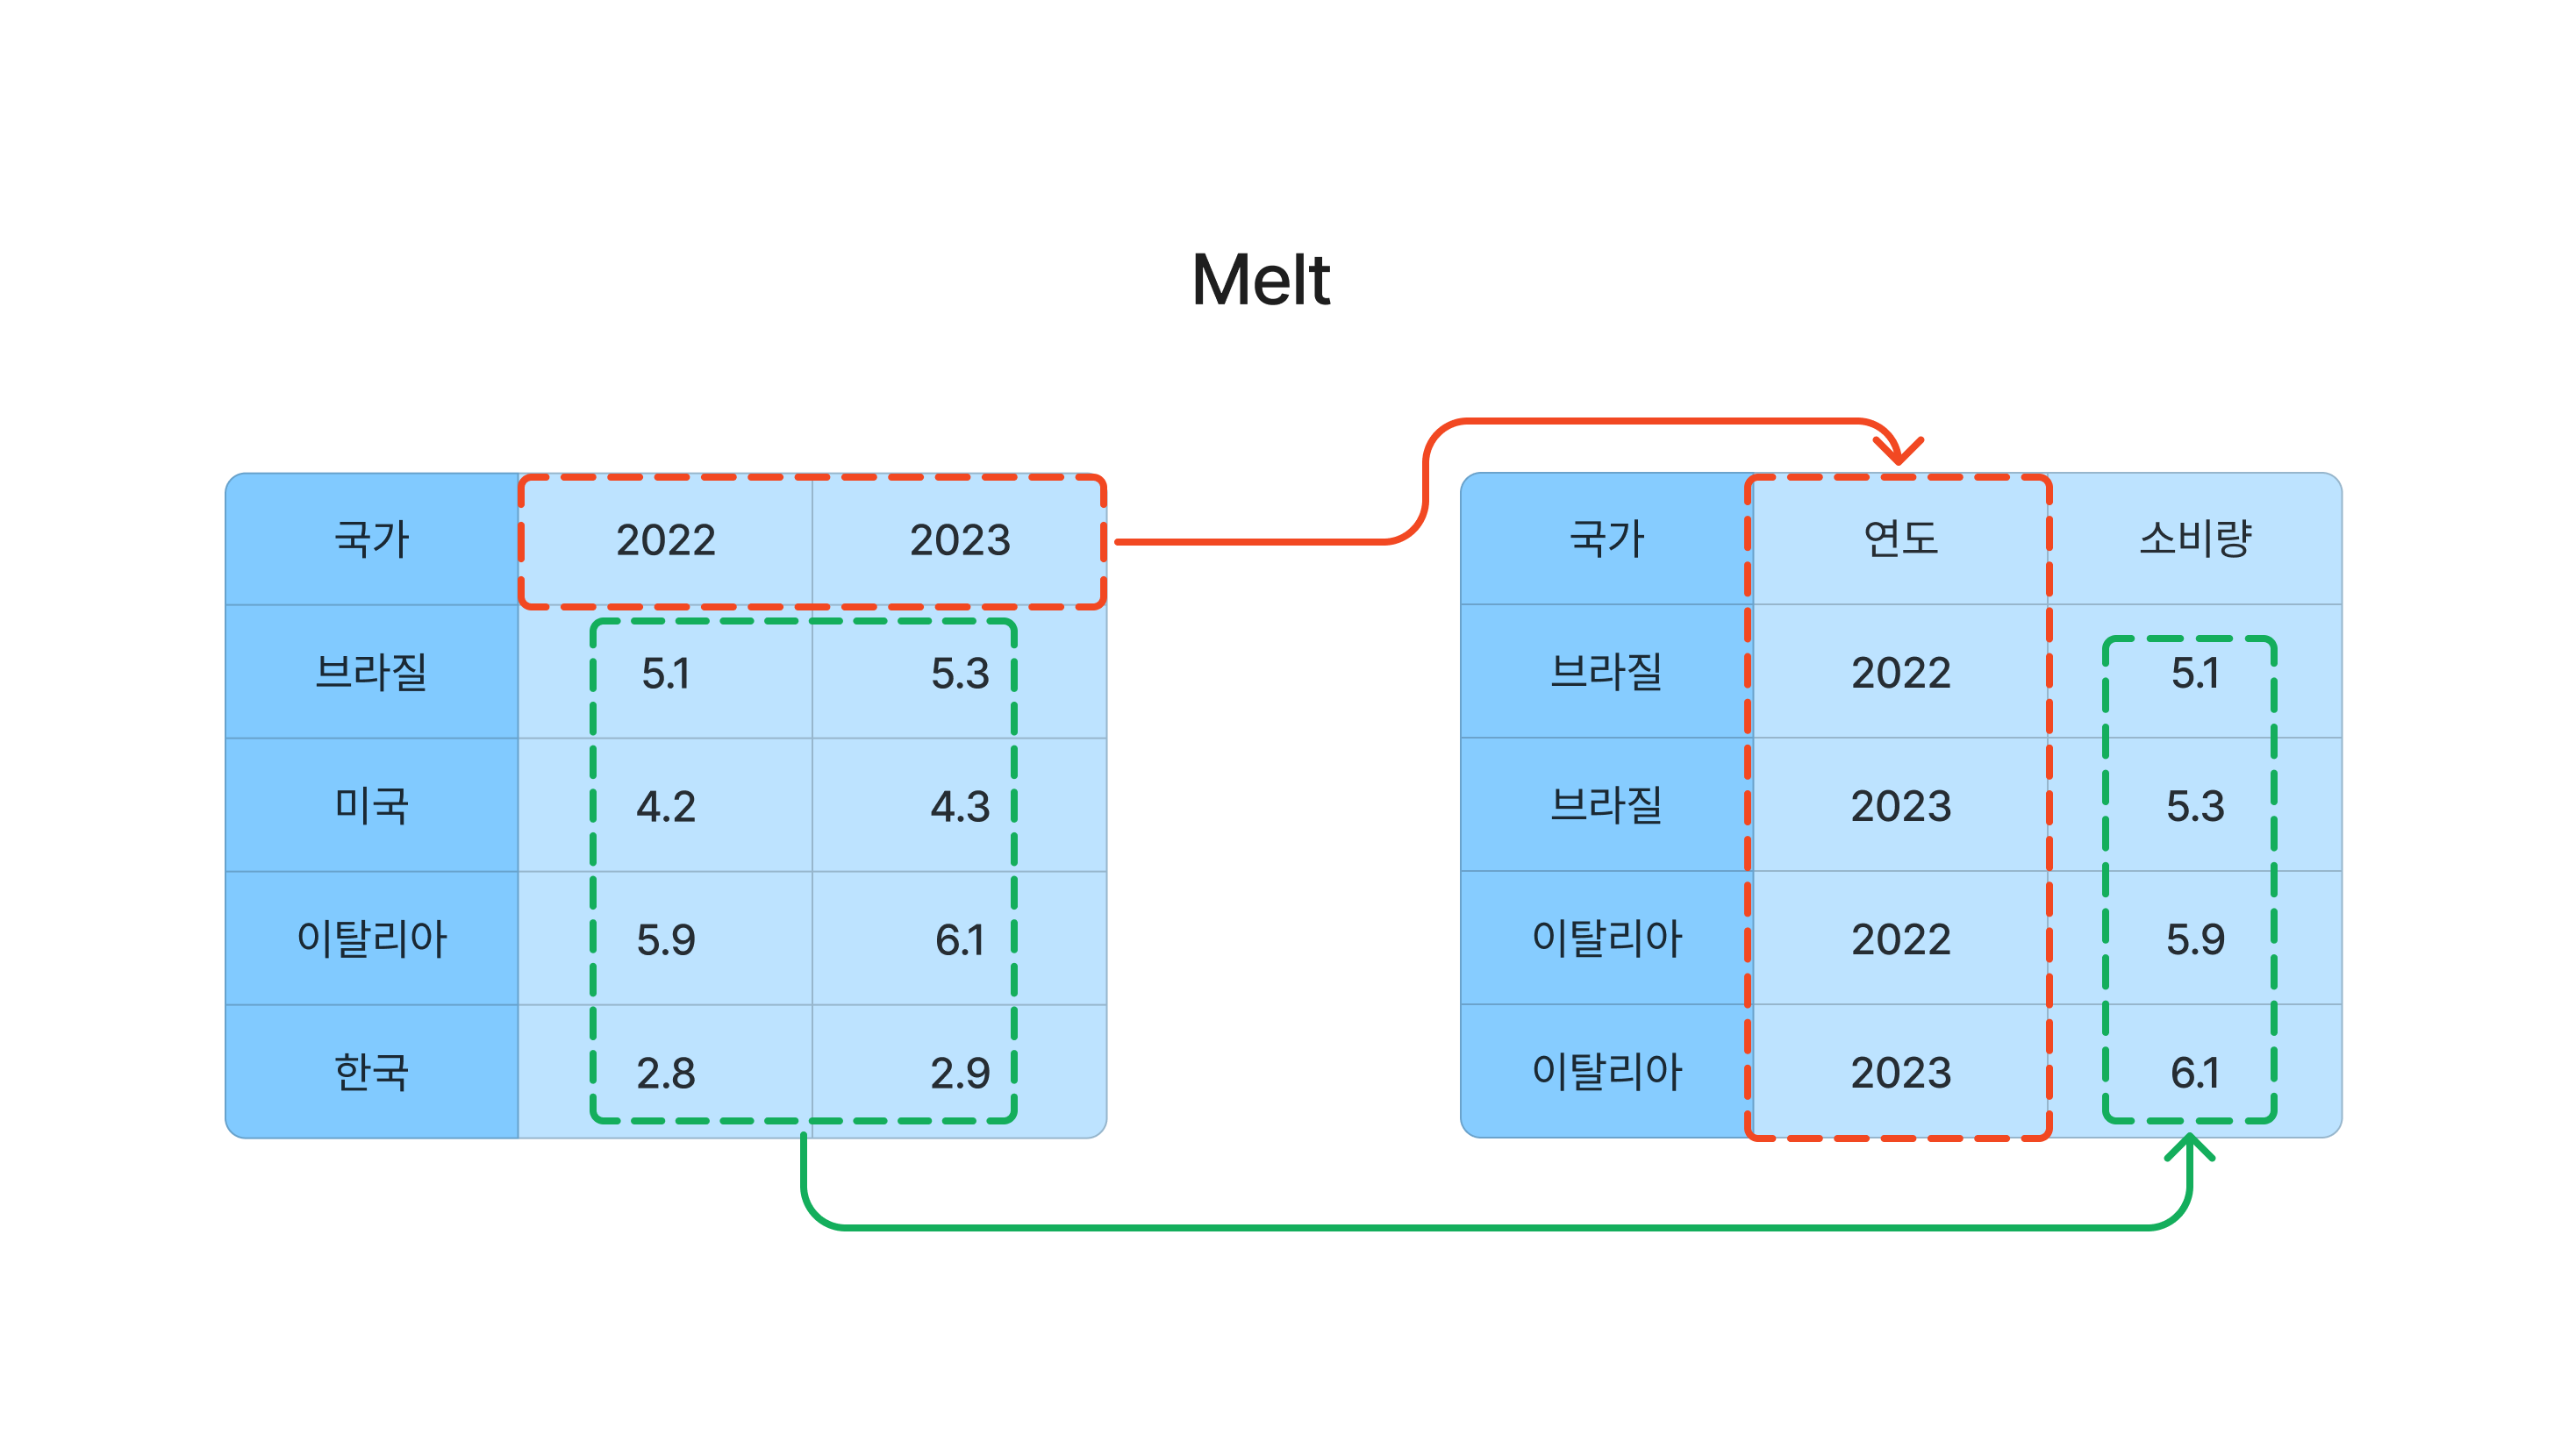 Melt
국가 2022 2023
브라질 5.1 5.3
미국 4.2 4.3
이탈리아 5.9 6.1
한국 2.8 2.9
국가 연도 소비량
브라질 2022 5.1
브라질 2023 5.3
이탈리아 2022 5.9
이탈리아 2023 6.1